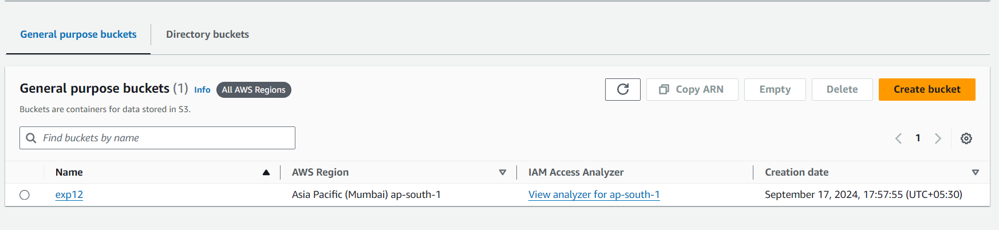 General purpose buckets
Directory buckets
General purpose buckets (1) Info All AWS Regions
Copy ARN
Empty
Delete
Create bucket
Buckets are containers for data stored in S3.
Find buckets by name
1
Name AWS Region IAM Access Analyzer Creation date
exp12 Asia Pacific (Mumbai) ap-south-1 View analyzer for ap-south-1 September 17, 2024, 17:57:55 (UTC+05:30)